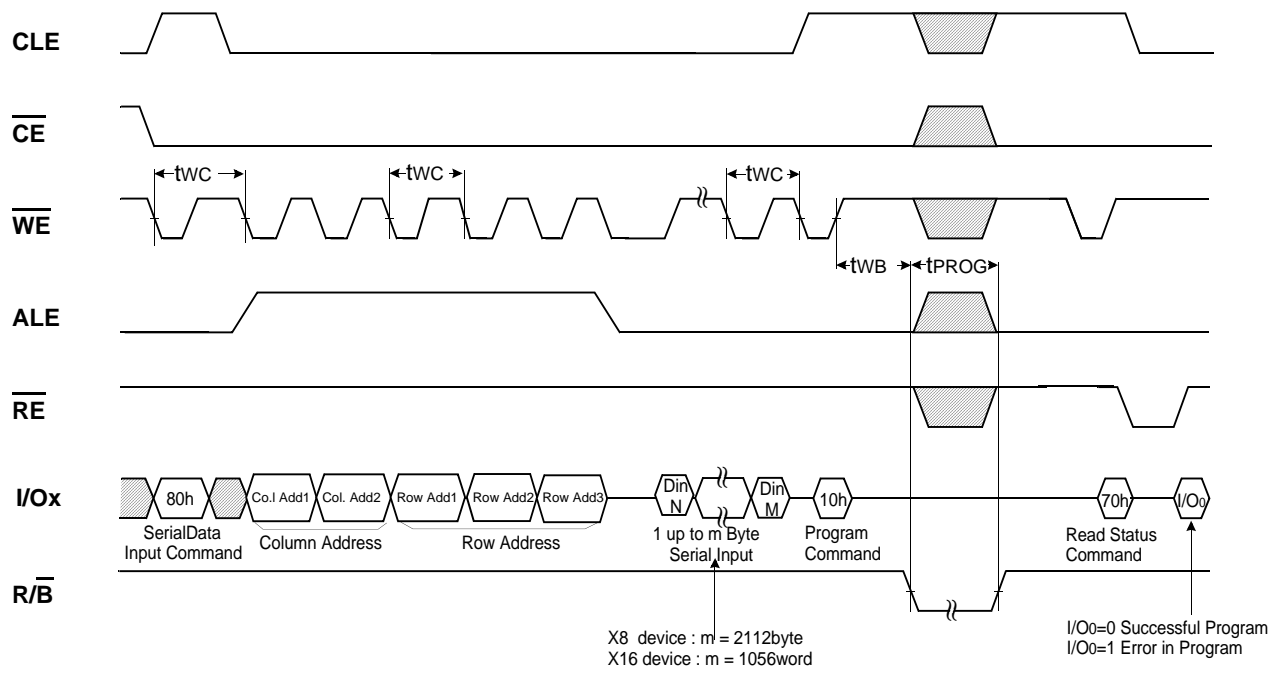 CLE
CE
tWC
tWC
tWC
WE
tWB
tPROG
ALE
RE
I/Ox
80h
Co.l Add1
Col. Add2
Row Add1
Row Add2
Row Add3
Din
N
Din
M
10h
70h
I/O0
SerialData
Input Command
Column Address
Row Address
1 up to m Byte
Serial Input
Program
Command
Read Status
Command
R/B
X8 device : m = 2112byte
X16 device : m = 1056word
I/O0=0 Successful Program
I/O0=1 Error in Program